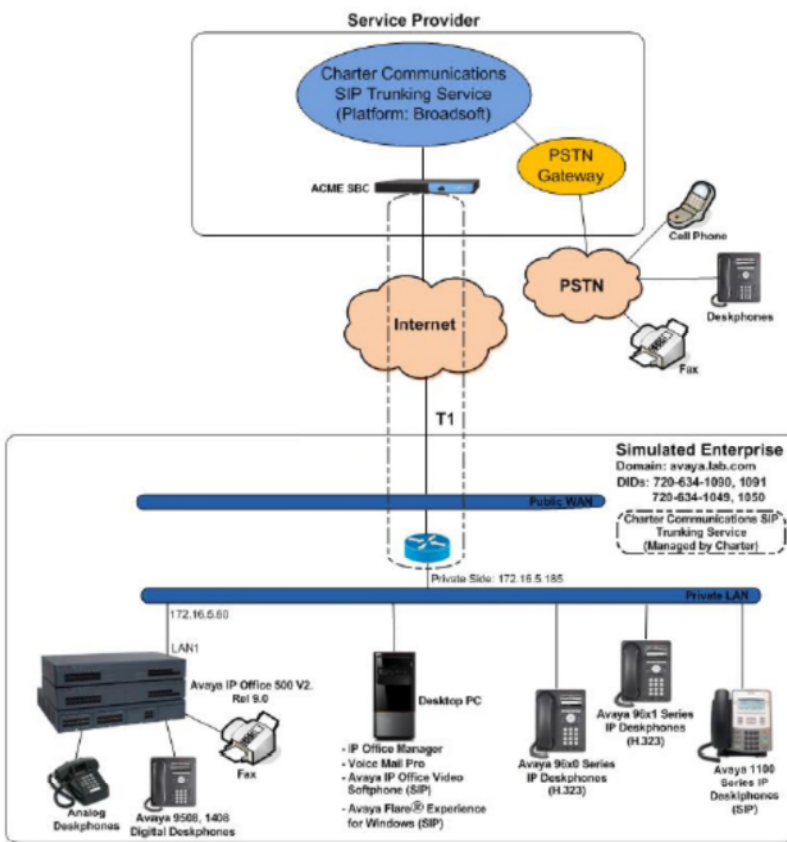 Service Provider
Charter Communications
SIP Trunking Service
(Platform: Broadsoft)
PSTN
Gateway
ACME SBC
Cell Phone
PSTN
Deskphones
Fax
Internet
T1
Simulated Enterprise
Domain: avaya.lab.com
DIDs: 720-634-1090, 1091
720-634-1049, 1050
Public WAN
Charter Communications SIP
Trunking Service
(Managed by Charter)
Private Side: 172.16.5.185
Private LAN
172.16.5.60
LAN1
Avaya IP Office 500 V2.
Rel 9.0
Fax
Analog
Deskphones
Avaya 9508, 1408
Digital Deskphones
Desktop PC
- IP Office Manager
- Voice Mail Pro
- Avaya IP Office Video
Softphone (SIP)
- Avaya Flare® Experience
for Windows (SIP)
Avaya 96x0 Series
IP Deskphones
(H.323)
Avaya 96x1 Series
IP Deskphones
(H.323)
Avaya 1100
Series IP
Deskiphones
(SIP)